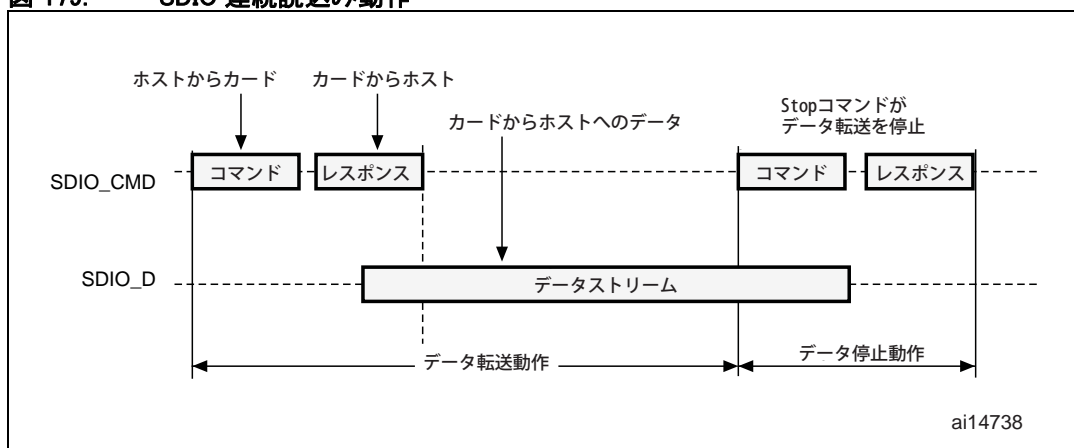 SDIO 連続読込み動作
ホストからカード
カードからホスト
カードからホストへのデータ
Stopコマンドが
データ転送を停止
SDIO_CMD
コマンド
レスポンス
コマンド
レスポンス
SDIO_D
データストリーム
データ転送動作
データ停止動作
ai14738